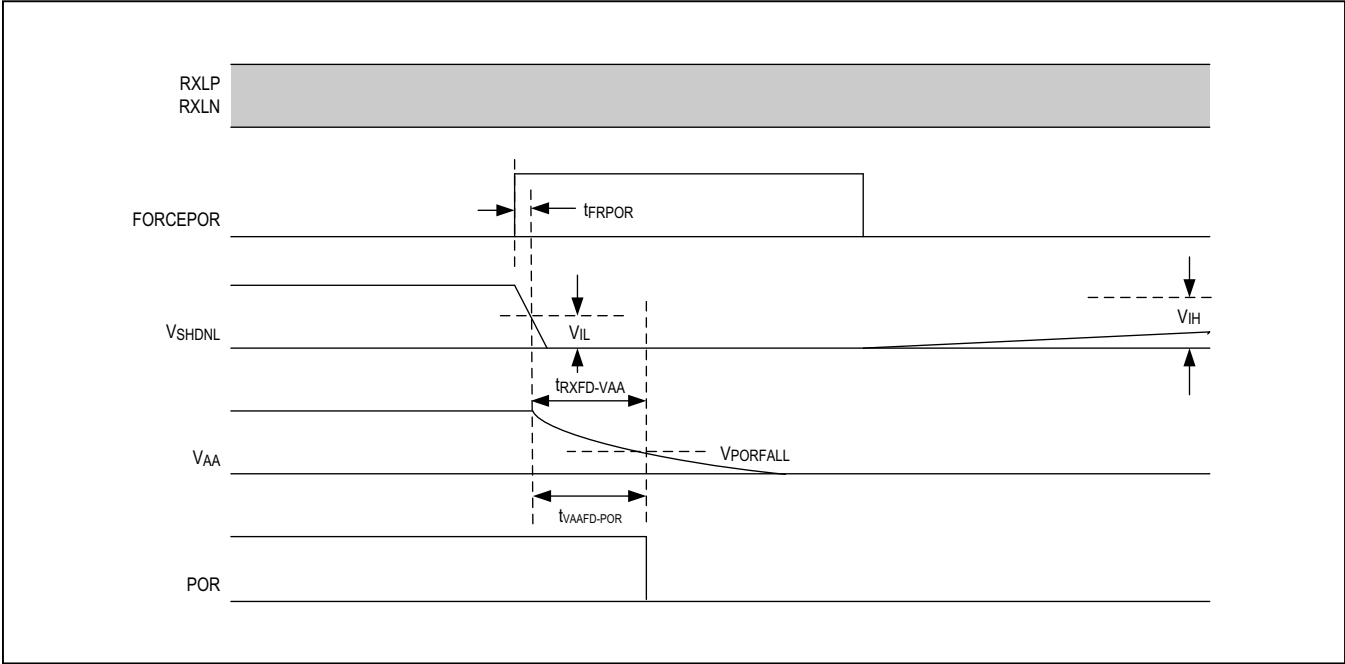 RXLP
RXLN
FORCEPOR
tFRPOR
VSHDNL
VIL
VIH
tRXFD-VAA
VAA
VPORFALL
tVAAFD-POR
POR